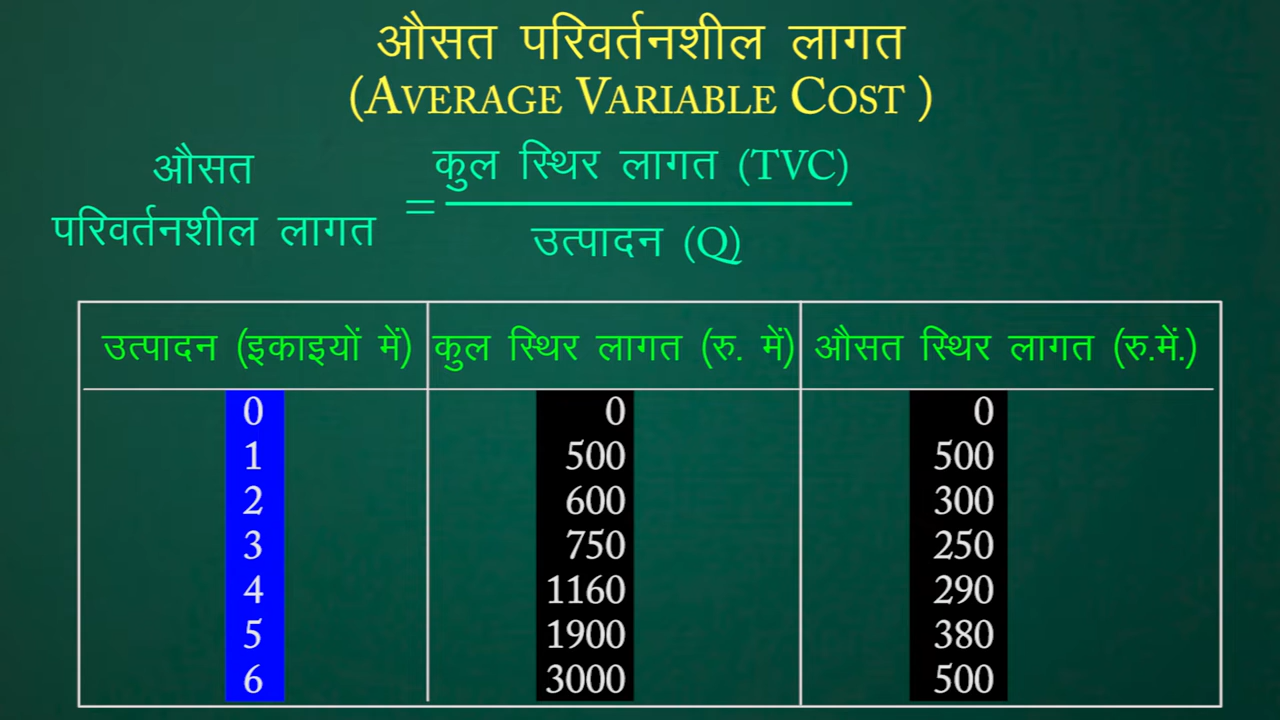 औसत परिवर्तनशील लागत
(AVERAGE VARIABLE COST )
औसत
परिवर्तनशील लागत
=
कुल स्थिर लागत (TVC)
उत्पादन (Q)
उत्पादन (इकाइयों में) कुल स्थिर लागत (रु. में) औसत स्थिर लागत (रु.में.)
0 0 0
1 500 500
2 600 300
3 750 250
4 1160 290
5 1900 380
6 3000 500